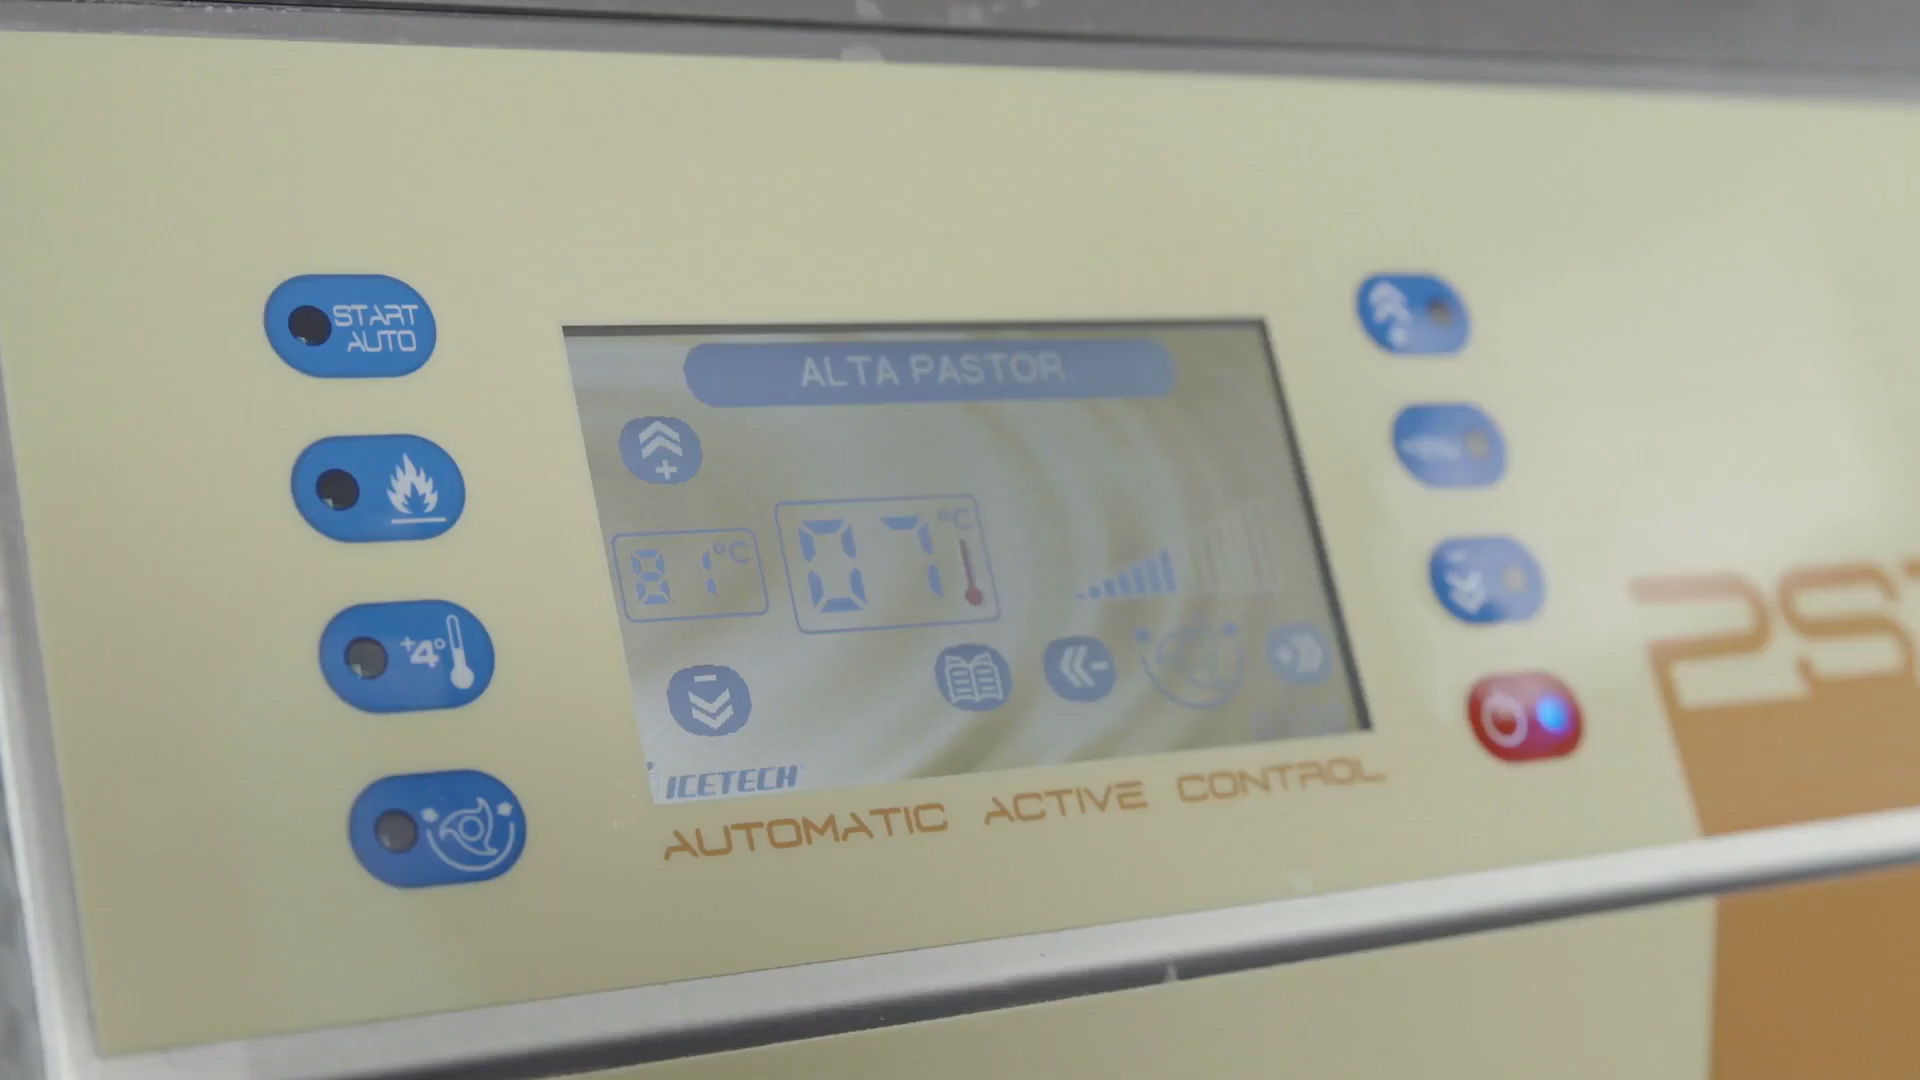 START
AUTO
+4°
ALTA PASTOR.
81°C
07°C
ICETECH
AUTOMATIC ACTIVE CONTROL